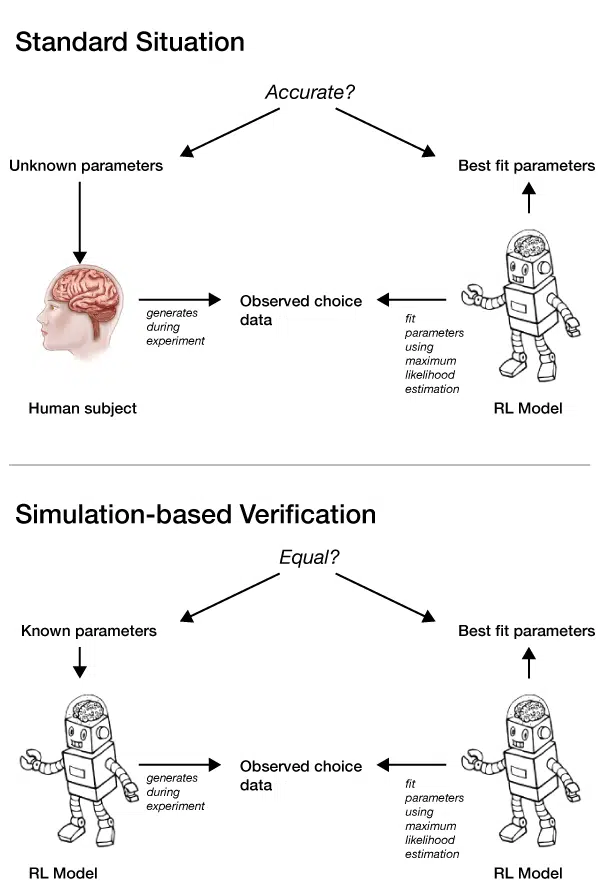 Standard Situation
Accurate?
Unknown parameters
Best fit parameters
generates
during
experiment
Observed choice
data
fit
parameters
using
maximum
likelihood
estimation
Human subject
RL Model
Simulation-based Verification
Equal?
Known parameters
Best fit parameters
generates
during
experiment
Observed choice
data
fit
parameters
using
maximum
likelihood
estimation
RL Model
RL Model